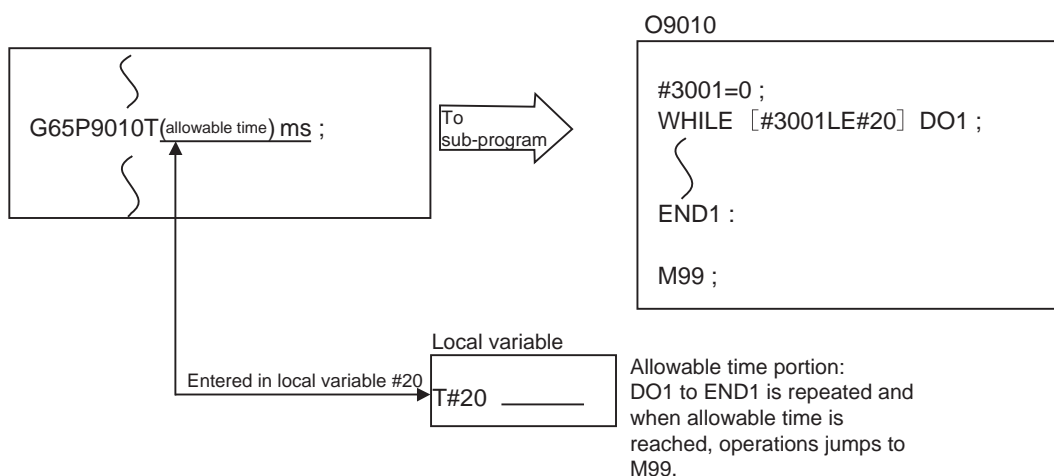 G65P9010T(allowable time) ms ;
To
sub-program
O9010
#3001=0 ;
WHILE [#3001LE#20] DO1 ;
END1 :
M99 ;
Entered in local variable #20
Local variable
T#20
Allowable time portion:
DO1 to END1 is repeated and
when allowable time is
reached, operations jumps to
M99.